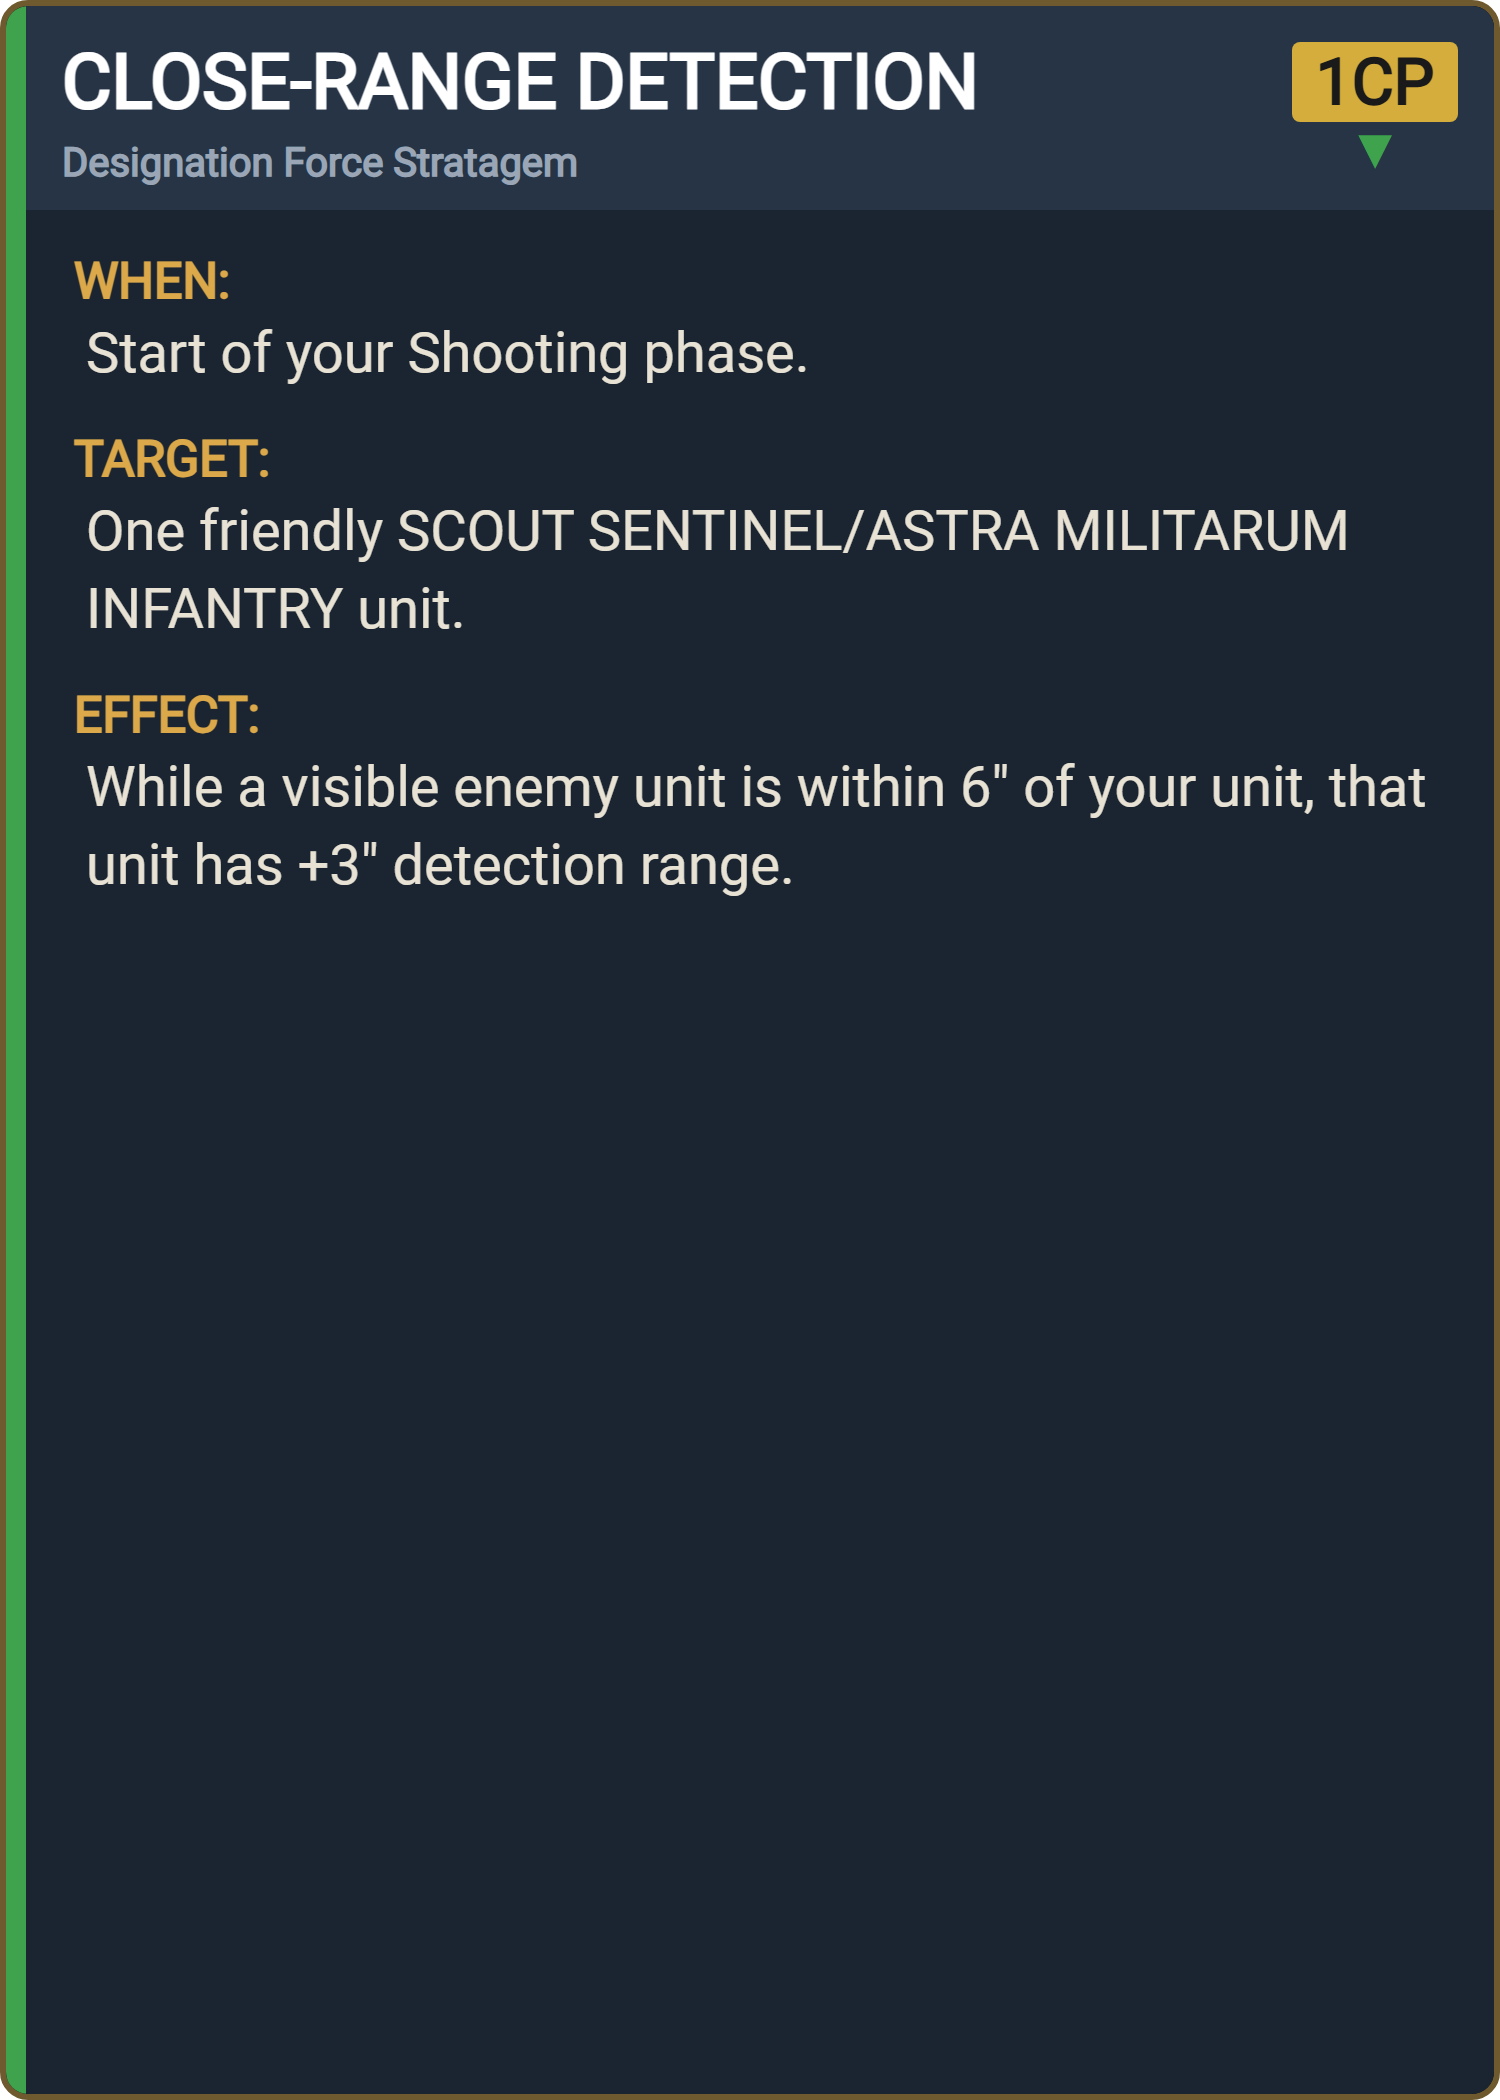 CLOSE-RANGE DETECTION
1CP
Designation Force Stratagem
WHEN:
Start of your Shooting phase.
TARGET:
One friendly SCOUT SENTINEL/ASTRA MILITARUM
INFANTRY unit.
EFFECT:
While a visible enemy unit is within 6" of your unit, that
unit has +3" detection range.